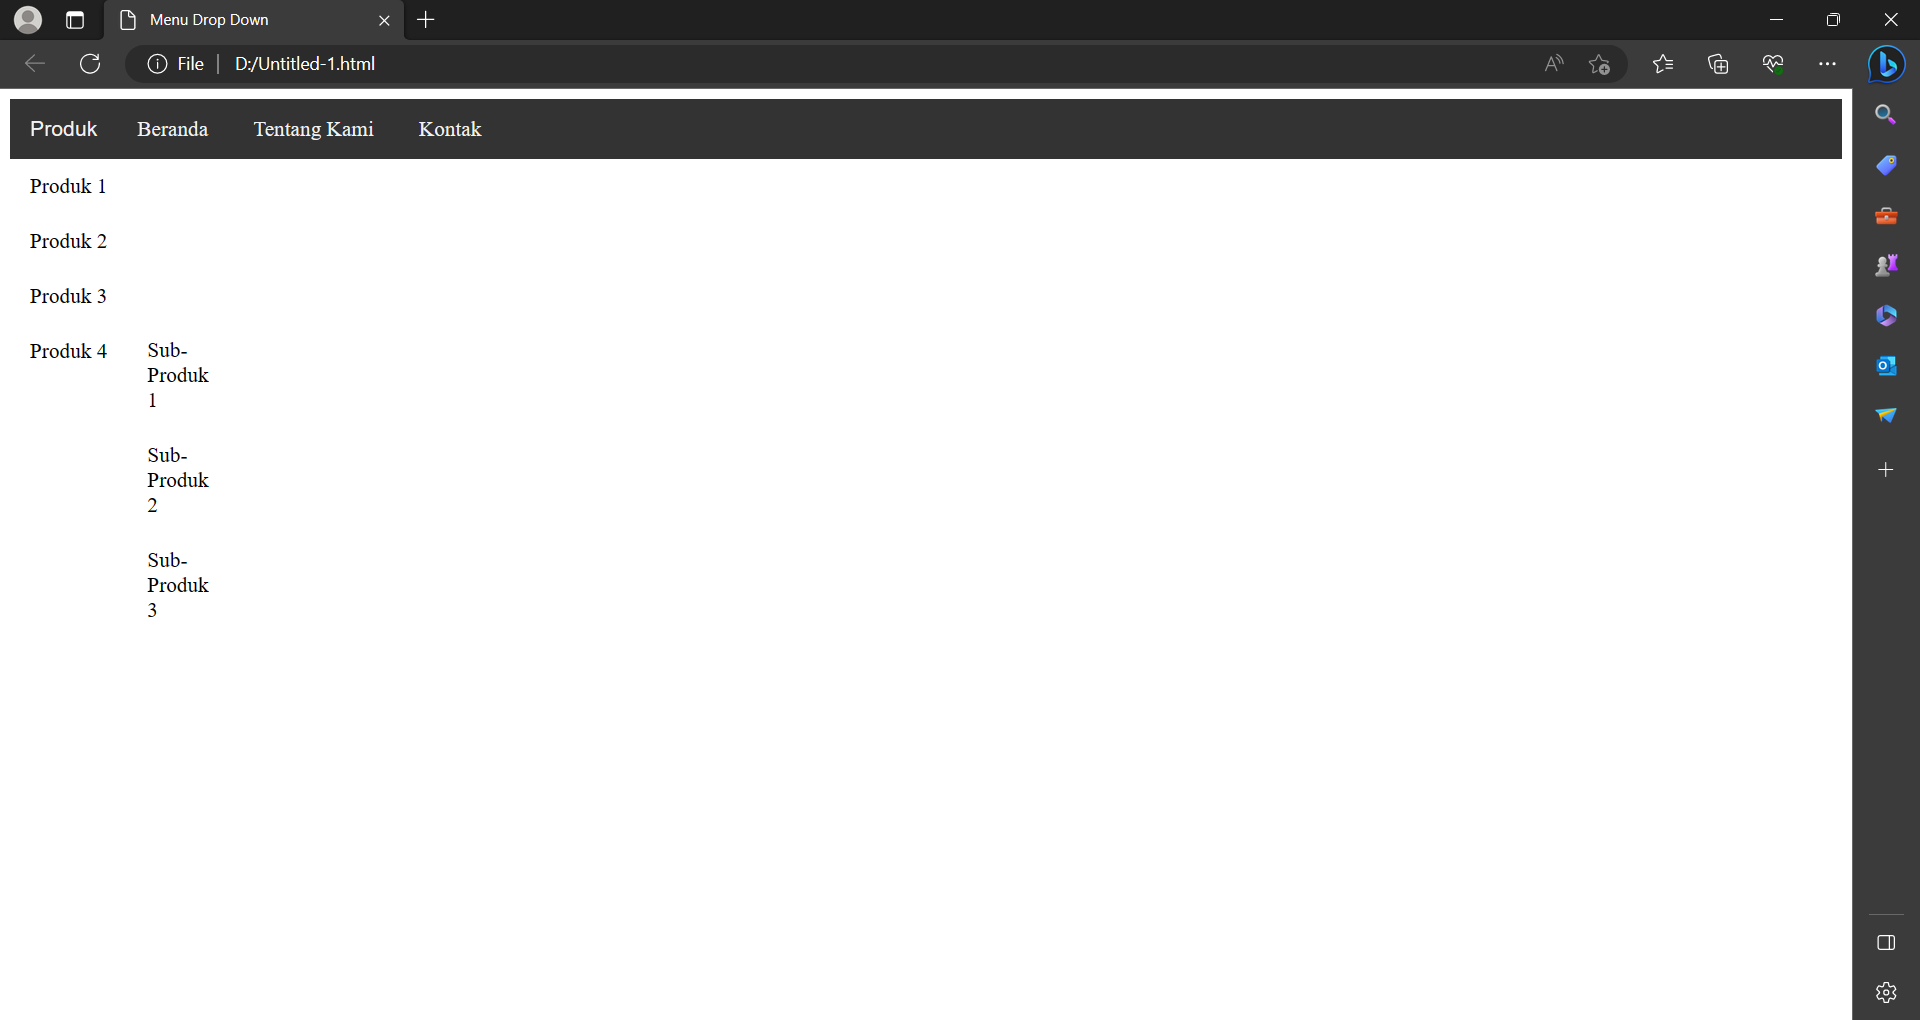 Menu Drop Down
File
D:/Untitled-1.html
Produk Beranda Tentang Kami Kontak
Produk 1
Produk 2
Produk 3
Produk 4
Sub-
Produk
1
Sub-
Produk
2
Sub-
Produk
3